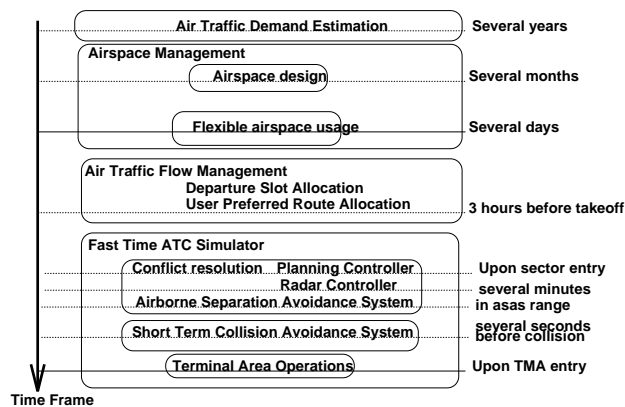 Air Traffic Demand Estimation Several years
Airspace Management
Airspace design Several months
Flexible airspace usage Several days
Air Traffic Flow Management
Departure Slot Allocation
User Preferred Route Allocation 3 hours before takeoff
Fast Time ATC Simulator
Conflict resolution Planning Controller Upon sector entry
Radar Controller several minutes
Airborne Separation Avoidance System in asas range
several seconds
Short Term Collision Avoidance System before collision
Terminal Area Operations Upon TMA entry
Time Frame